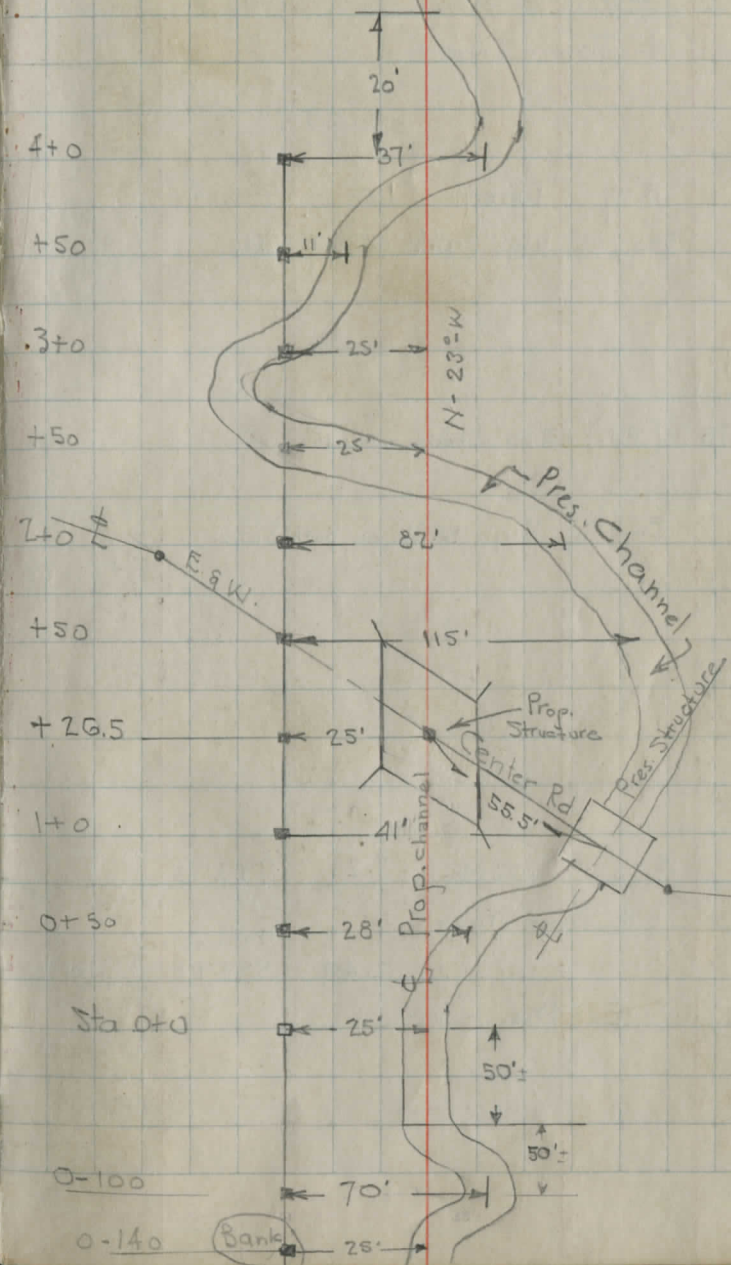 20'
4+0 37'
+50 11'
3+0 25'
N-23°-W
+50 25'
Pres. Channel
2+0 82'
E & W.
+50 115'
Pres. Structure
Prop.
Structure
+26.5 25'
Center Rd
55.5'
1+0 41'
Prop. channel
0+50 28'
Sta 0+0 25'
50'±
50'±
0-100 70'
0-140 Bank 25'